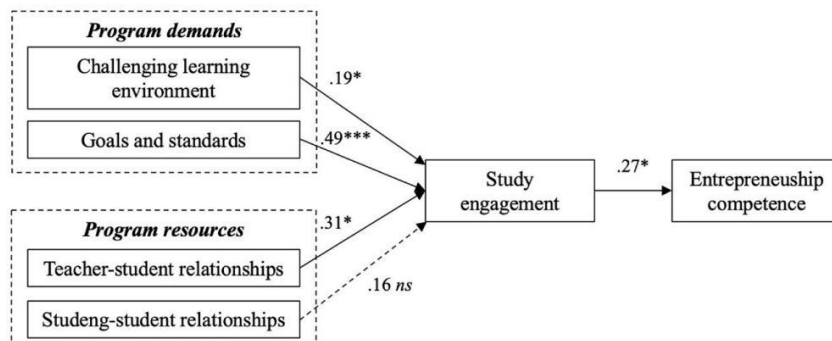 Program demands
Challenging learning
environment
.19*
Goals and standards
.49***
Study
engagement
.27*
Entrepreneuship
competence
Program resources
.31*
Teacher-student relationships
.16 ns
Studeng-student relationships